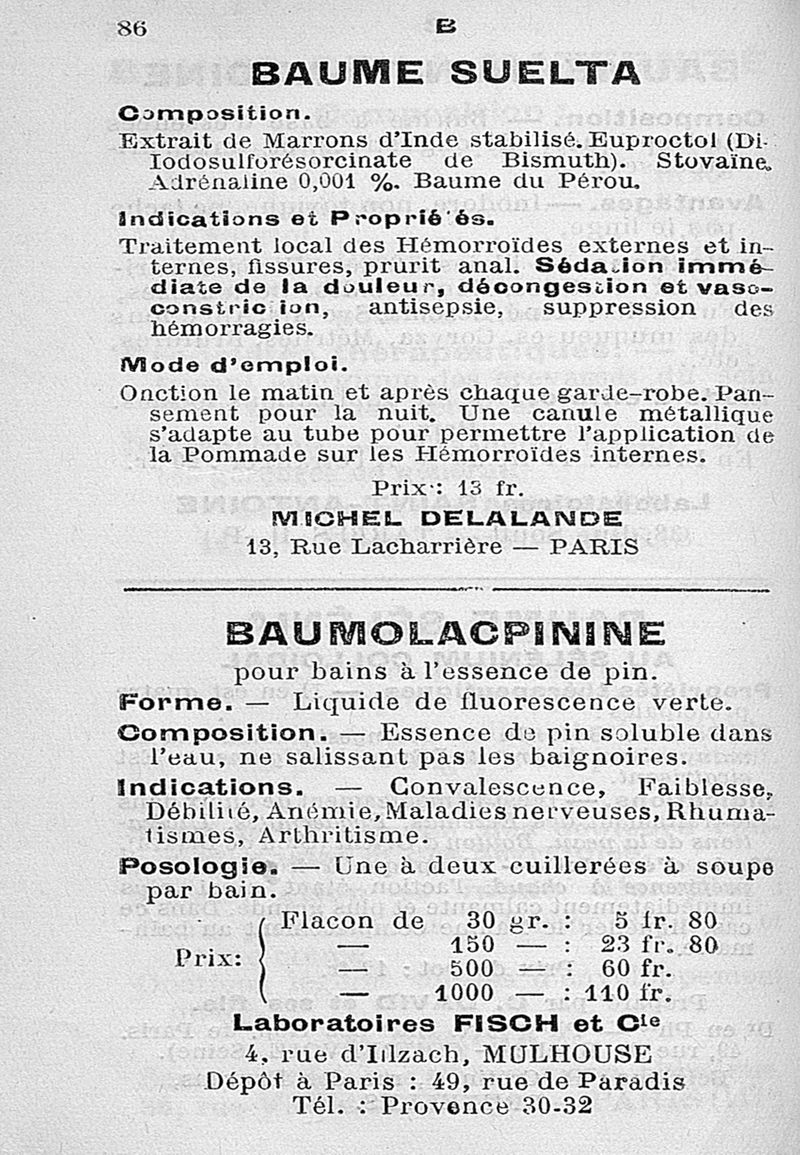 86 B
BAUME SUELTA
Composition.
Extrait de Marrons d'Inde stabilisé. Euproctol (Di-
Iodosulforésorcinate de Bismuth). Stovaïne.
Adrénaline 0,001 %. Baume du Pérou.
Indications et Propriétés.
Traitement local des Hémorroïdes externes et in-
ternes, fissures, prurit anal. Sédation immé-
diate de la douleur, décongestion et vaso-
constriction, antisepsie, suppression des
hémorragies.
Mode d'emploi.
Onction le matin et après chaque garde-robe. Pan-
sement pour la nuit. Une canule métallique
s'adapte au tube pour permettre l'application de
la Pommade sur les Hémorroïdes internes.
Prix : 13 fr.
MICHEL DELALANDE
13, Rue Lacharrière — PARIS
BAUMOLACPININE
pour bains à l'essence de pin.
Forme. — Liquide de fluorescence verte.
Composition. — Essence de pin soluble dans
l'eau, ne salissant pas les baignoires.
Indications. — Convalescence, Faiblesse,
Débilité, Anémie, Maladies nerveuses, Rhuma-
tismes, Arthritisme.
Posologie. — Une à deux cuillerées à soupe
par bain.
Prix: Flacon de 30 gr. : 5 fr. 80
— 150 — : 23 fr. 80
— 500 — : 60 fr.
— 1000 — : 110 fr.
Laboratoires FISCH et Cie
4, rue d'Illzach, MULHOUSE
Dépôt à Paris : 49, rue de Paradis
Tél. : Provence 30-32